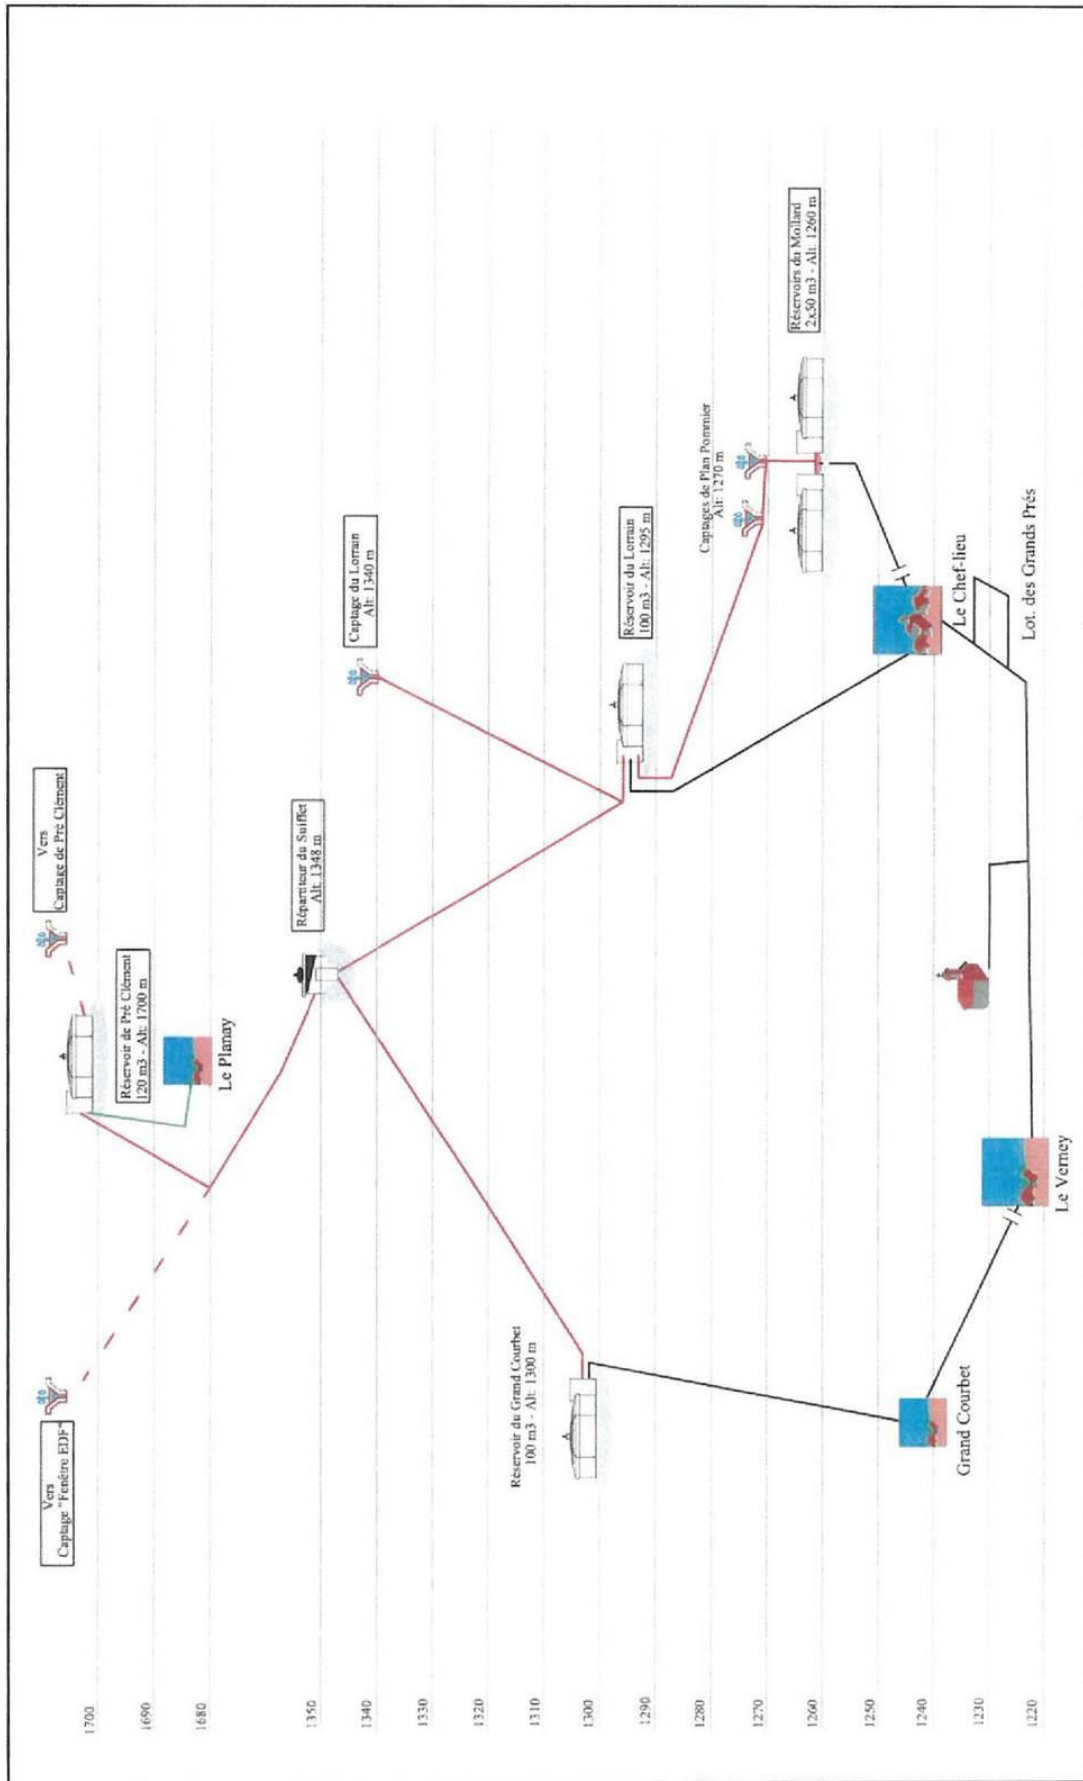 Vers
Captage "Fenêtre EDF"
Vers
Captage de Pré Clément
Réservoir de Pré Clément
120 m3 - Alt: 1700 m
Le Planay
Répartiteur du Suiffet
Alt: 1348 m
Captage du Lorrain
Alt: 1340 m
Réservoir du Grand Courbet
100 m3 - Alt: 1300 m
Réservoir du Lorrain
100 m3 - Alt: 1295 m
Captages de Plan Pommier
Alt: 1270 m
Réservoirs du Mollard
2x50 m3 - Alt: 1260 m
Grand Courbet
Le Verney
Le Chef-lieu
Lot. des Grands Prés
1700
1690
1680
1350
1340
1330
1320
1310
1300
1290
1280
1270
1260
1250
1240
1230
1220